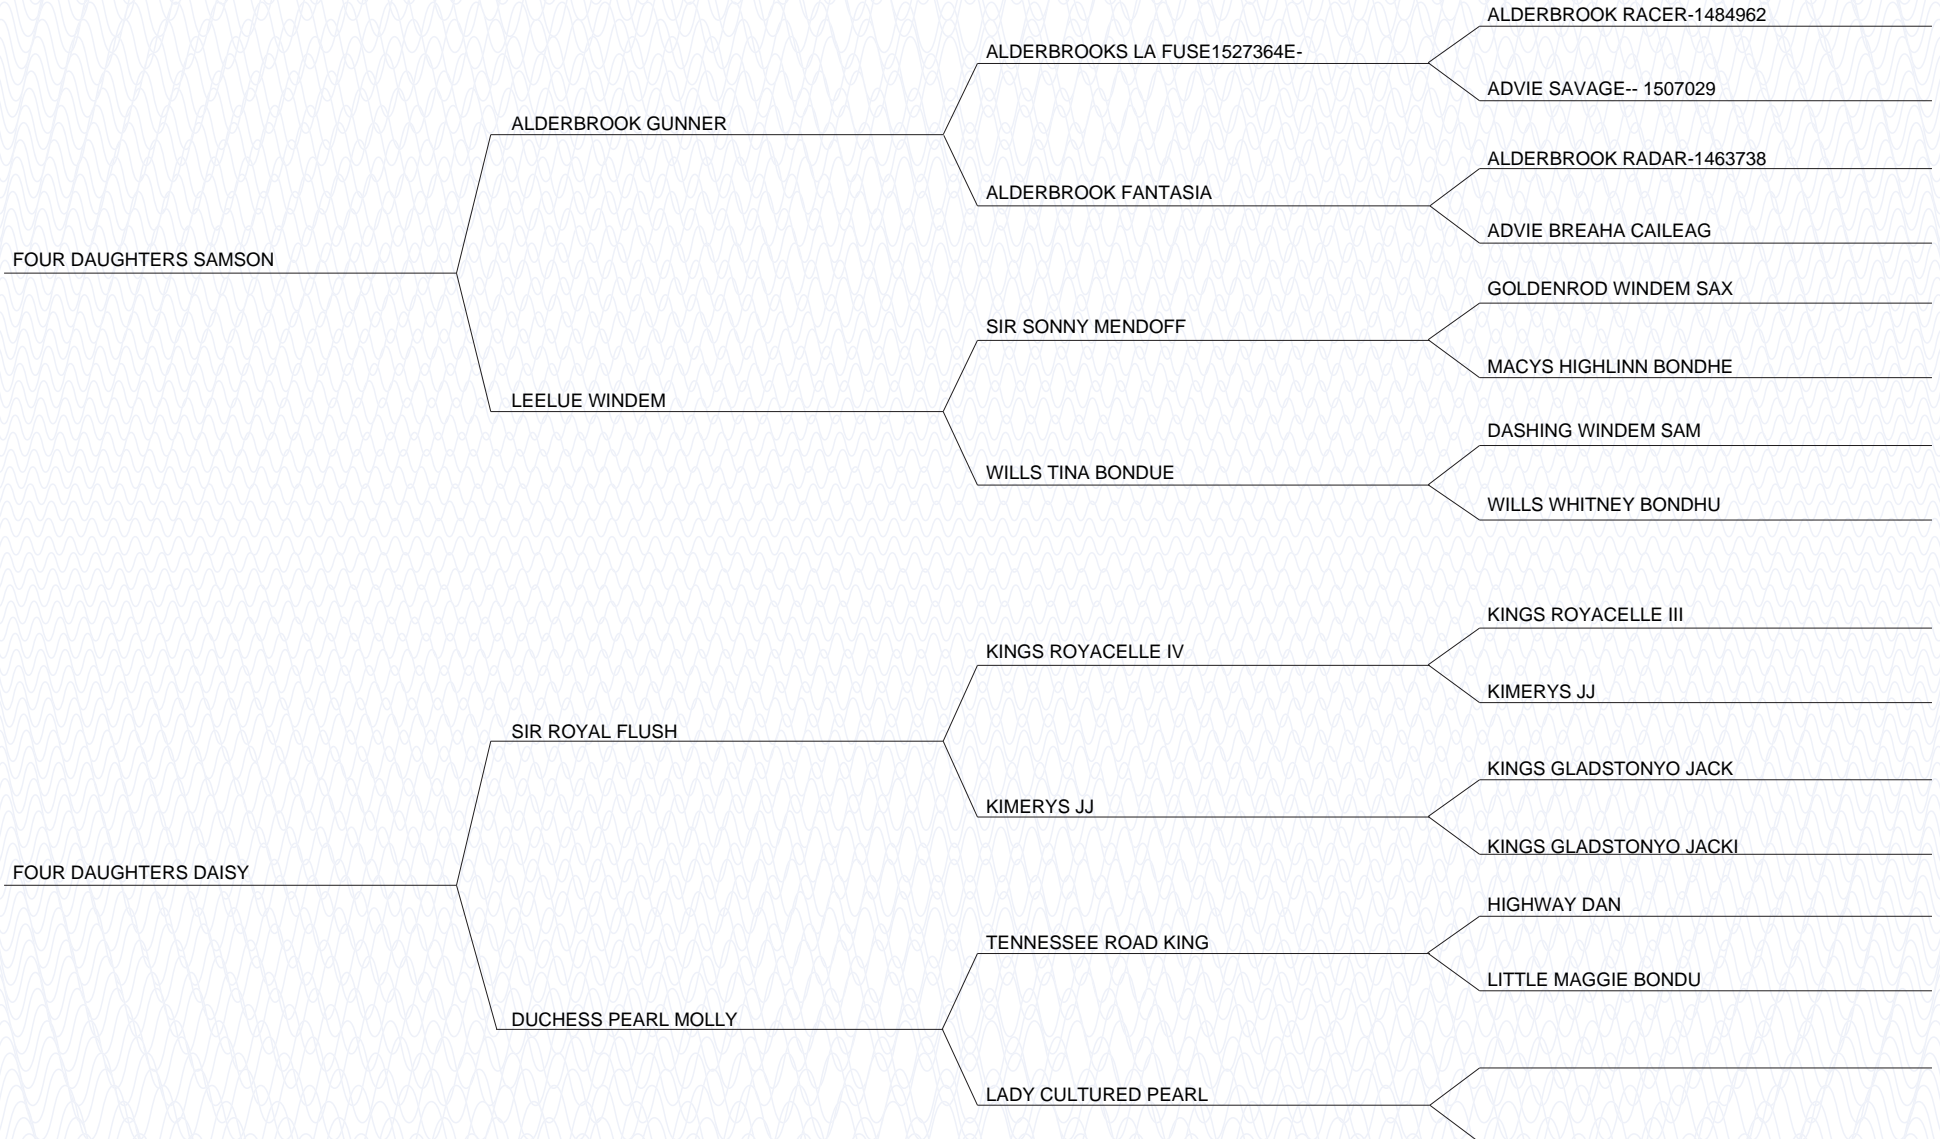 ALDERBROOK RACER-1484962
ALDERBROOKS LA FUSE1527364E-
ADVIE SAVAGE-- 1507029
ALDERBROOK GUNNER
ALDERBROOK RADAR-1463738
ALDERBROOK FANTASIA
ADVIE BREAHA CAILEAG
FOUR DAUGHTERS SAMSON
GOLDENROD WINDEM SAX
SIR SONNY MENDOFF
MACYS HIGHLINN BONDHE
LEELUE WINDEM
DASHING WINDEM SAM
WILLS TINA BONDUE
WILLS WHITNEY BONDHU
KINGS ROYACELLE III
KINGS ROYACELLE IV
KIMERYS JJ
SIR ROYAL FLUSH
KINGS GLADSTONYO JACK
KIMERYS JJ
KINGS GLADSTONYO JACKI
FOUR DAUGHTERS DAISY
HIGHWAY DAN
TENNESSEE ROAD KING
LITTLE MAGGIE BONDU
DUCHESS PEARL MOLLY
LADY CULTURED PEARL